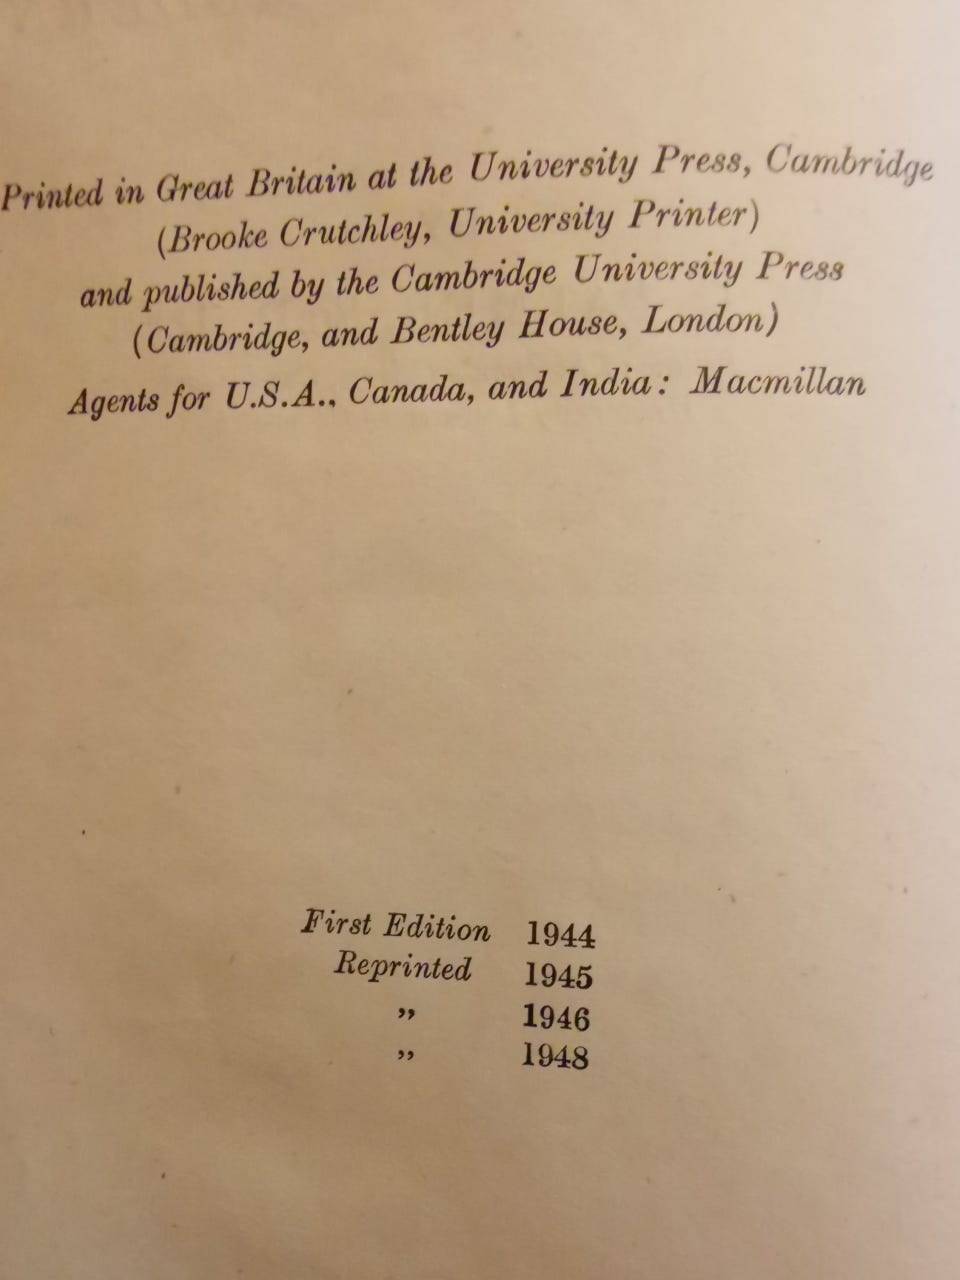 Printed in Great Britain at the University Press, Cambridge
(Brooke Crutchley, University Printer)
and published by the Cambridge University Press
(Cambridge, and Bentley House, London)
Agents for U.S.A., Canada, and India: Macmillan
First Edition 1944
Reprinted 1945
„ 1946
„ 1948